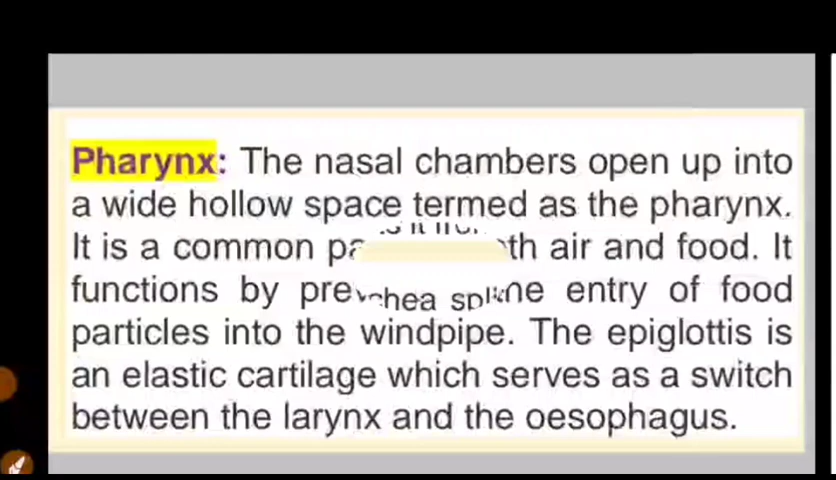 Pharynx: The nasal chambers open up into
a wide hollow space termed as the pharynx.
It is a common air and food. It
functions by entry of food
particles into the windpipe. The epiglottis is
an elastic cartilage which serves as a switch
between the larynx and the oesophagus.